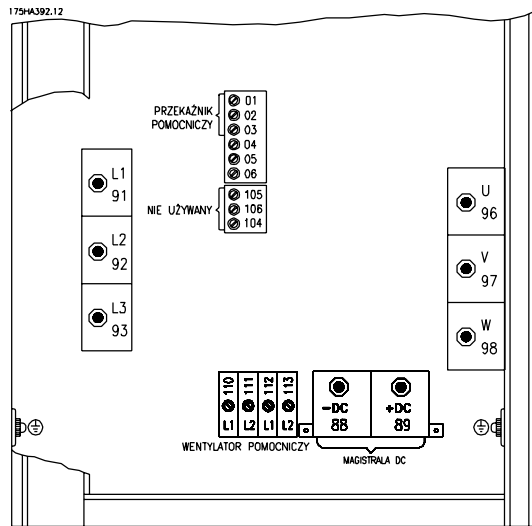 175HA392.12
PRZEKAŹNIK
POMOCNICZY
01
02
03
04
05
06
NIE UŻYWANY
105
106
104
L1
91
L2
92
L3
93
U
96
V
97
W
98
110 111 112 113
L1 L2 L1 L2
WENTYLATOR POMOCNICZY
-DC
88
+DC
89
MAGISTRALA DC